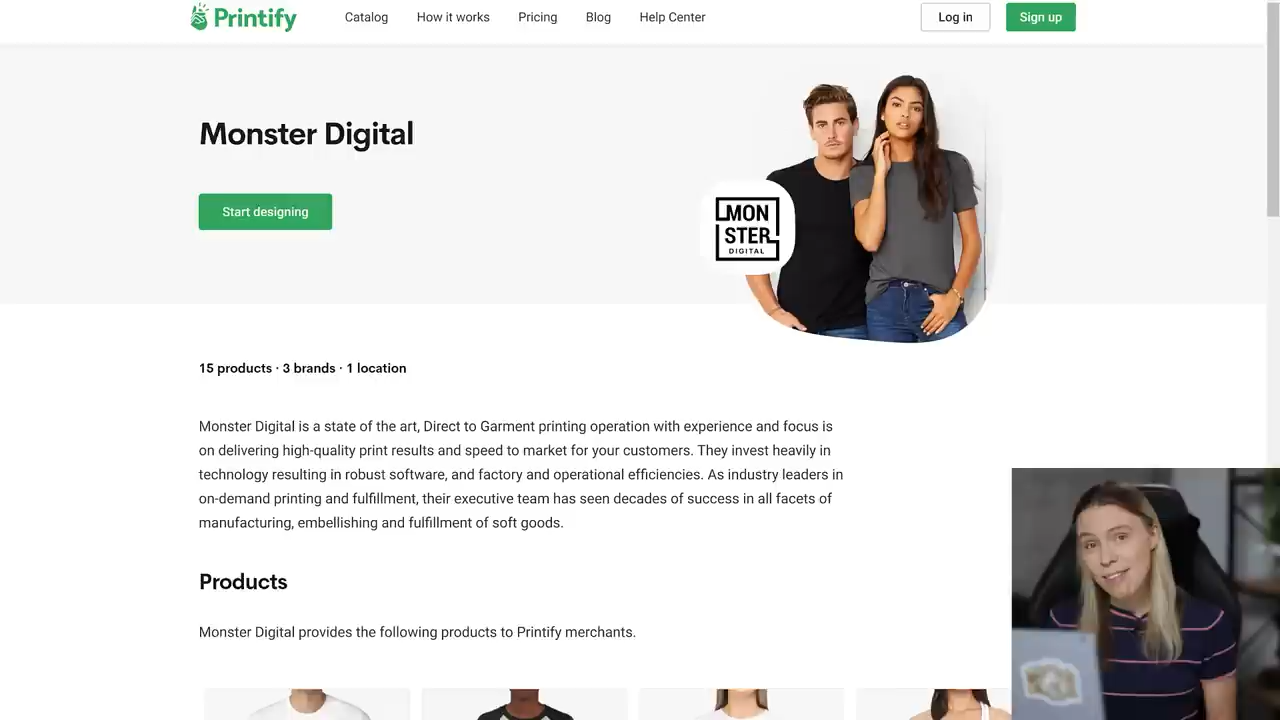 Printify
Catalog
How it works
Pricing
Blog
Help Center
Log in
Sign up
Monster Digital
Start designing
MON
STER
DIGITAL
15 products · 3 brands · 1 location
Monster Digital is a state of the art, Direct to Garment printing operation with experience and focus is
on delivering high-quality print results and speed to market for your customers. They invest heavily in
technology resulting in robust software, and factory and operational efficiencies. As industry leaders in
on-demand printing and fulfillment, their executive team has seen decades of success in all facets of
manufacturing, embellishing and fulfillment of soft goods.
Products
Monster Digital provides the following products to Printify merchants.